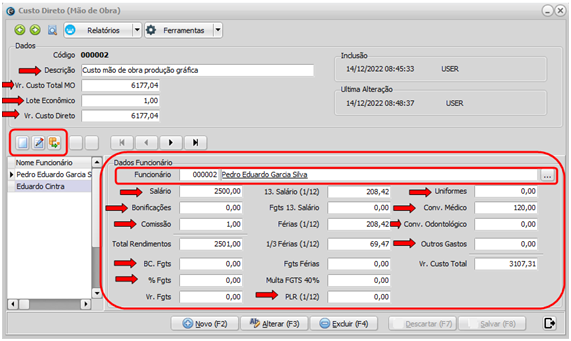 Custo Direto (Mão de Obra)
Relatórios Ferramentas
Dados
Código 000002
Descrição Custo mão de obra produção gráfica
Vr. Custo Total MO 6177,04
Lote Econômico 1,00
Vr. Custo Direto 6177,04
Inclusão
14/12/2022 08:45:33 USER
Ultima Alteração
14/12/2022 08:48:37 USER
Nome Funcionário
Pedro Eduardo Garcia S
Eduardo Cintra
Dados Funcionário
Funcionário 000002 Pedro Eduardo Garcia Silva ...
Salário 2500,00 13. Salário (1/12) 208,42 Uniformes 0,00
Bonificações 0,00 Fgts 13. Salário 0,00 Conv. Médico 120,00
Comissão 1,00 Férias (1/12) 208,42 Conv. Odontológico 0,00
Total Rendimentos 2501,00 1/3 Férias (1/12) 69,47 Outros Gastos 0,00
BC. Fgts 0,00 Fgts Férias 0,00 Vr. Custo Total 3107,31
% Fgts 0,00 Multa FGTS 40% 0,00
Vr. Fgts 0,00 PLR (1/12) 0,00
Novo (F2) Alterar (F3) Excluir (F4) Descartar (F7) Salvar (F8)